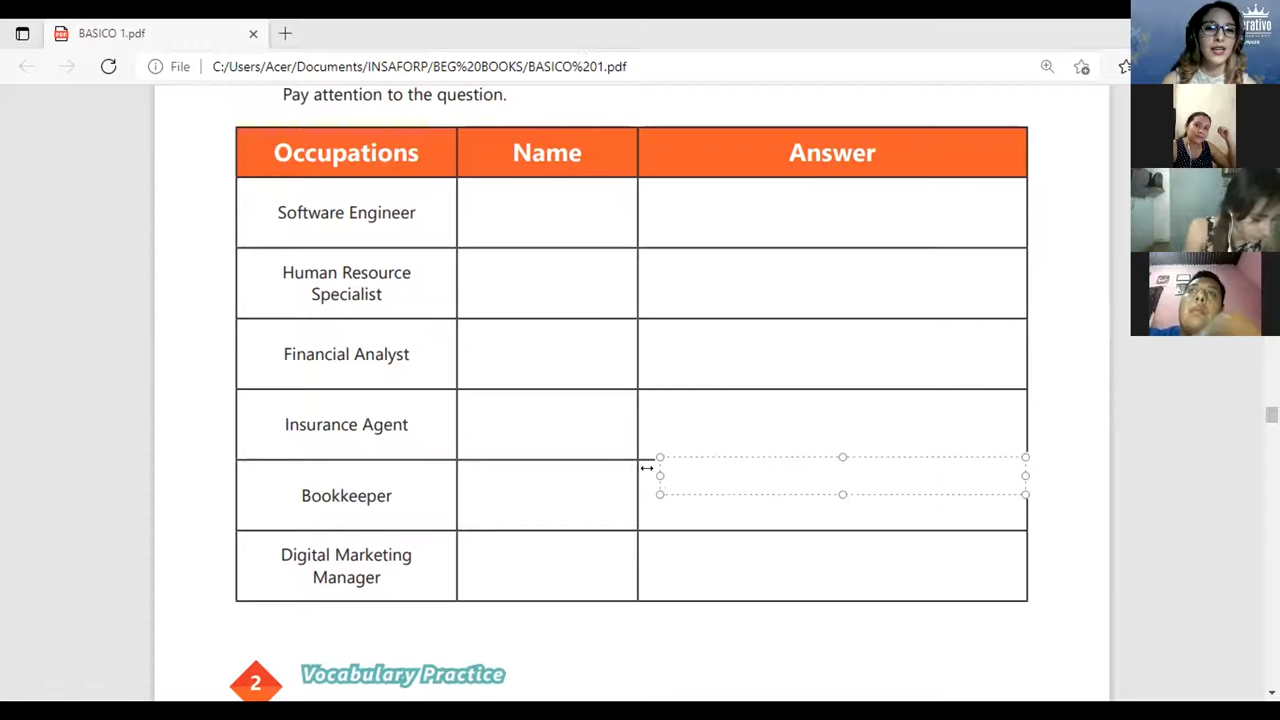 BASICO 1.pdf
File C:/Users/Acer/Documents/INSAFORP/BEG%20BOOKS/BASICO%201.pdf
Pay attention to the question.
Occupations Name Answer
Software Engineer
Human Resource
Specialist
Financial Analyst
Insurance Agent
Bookkeeper
Digital Marketing
Manager
2 Vocabulary Practice